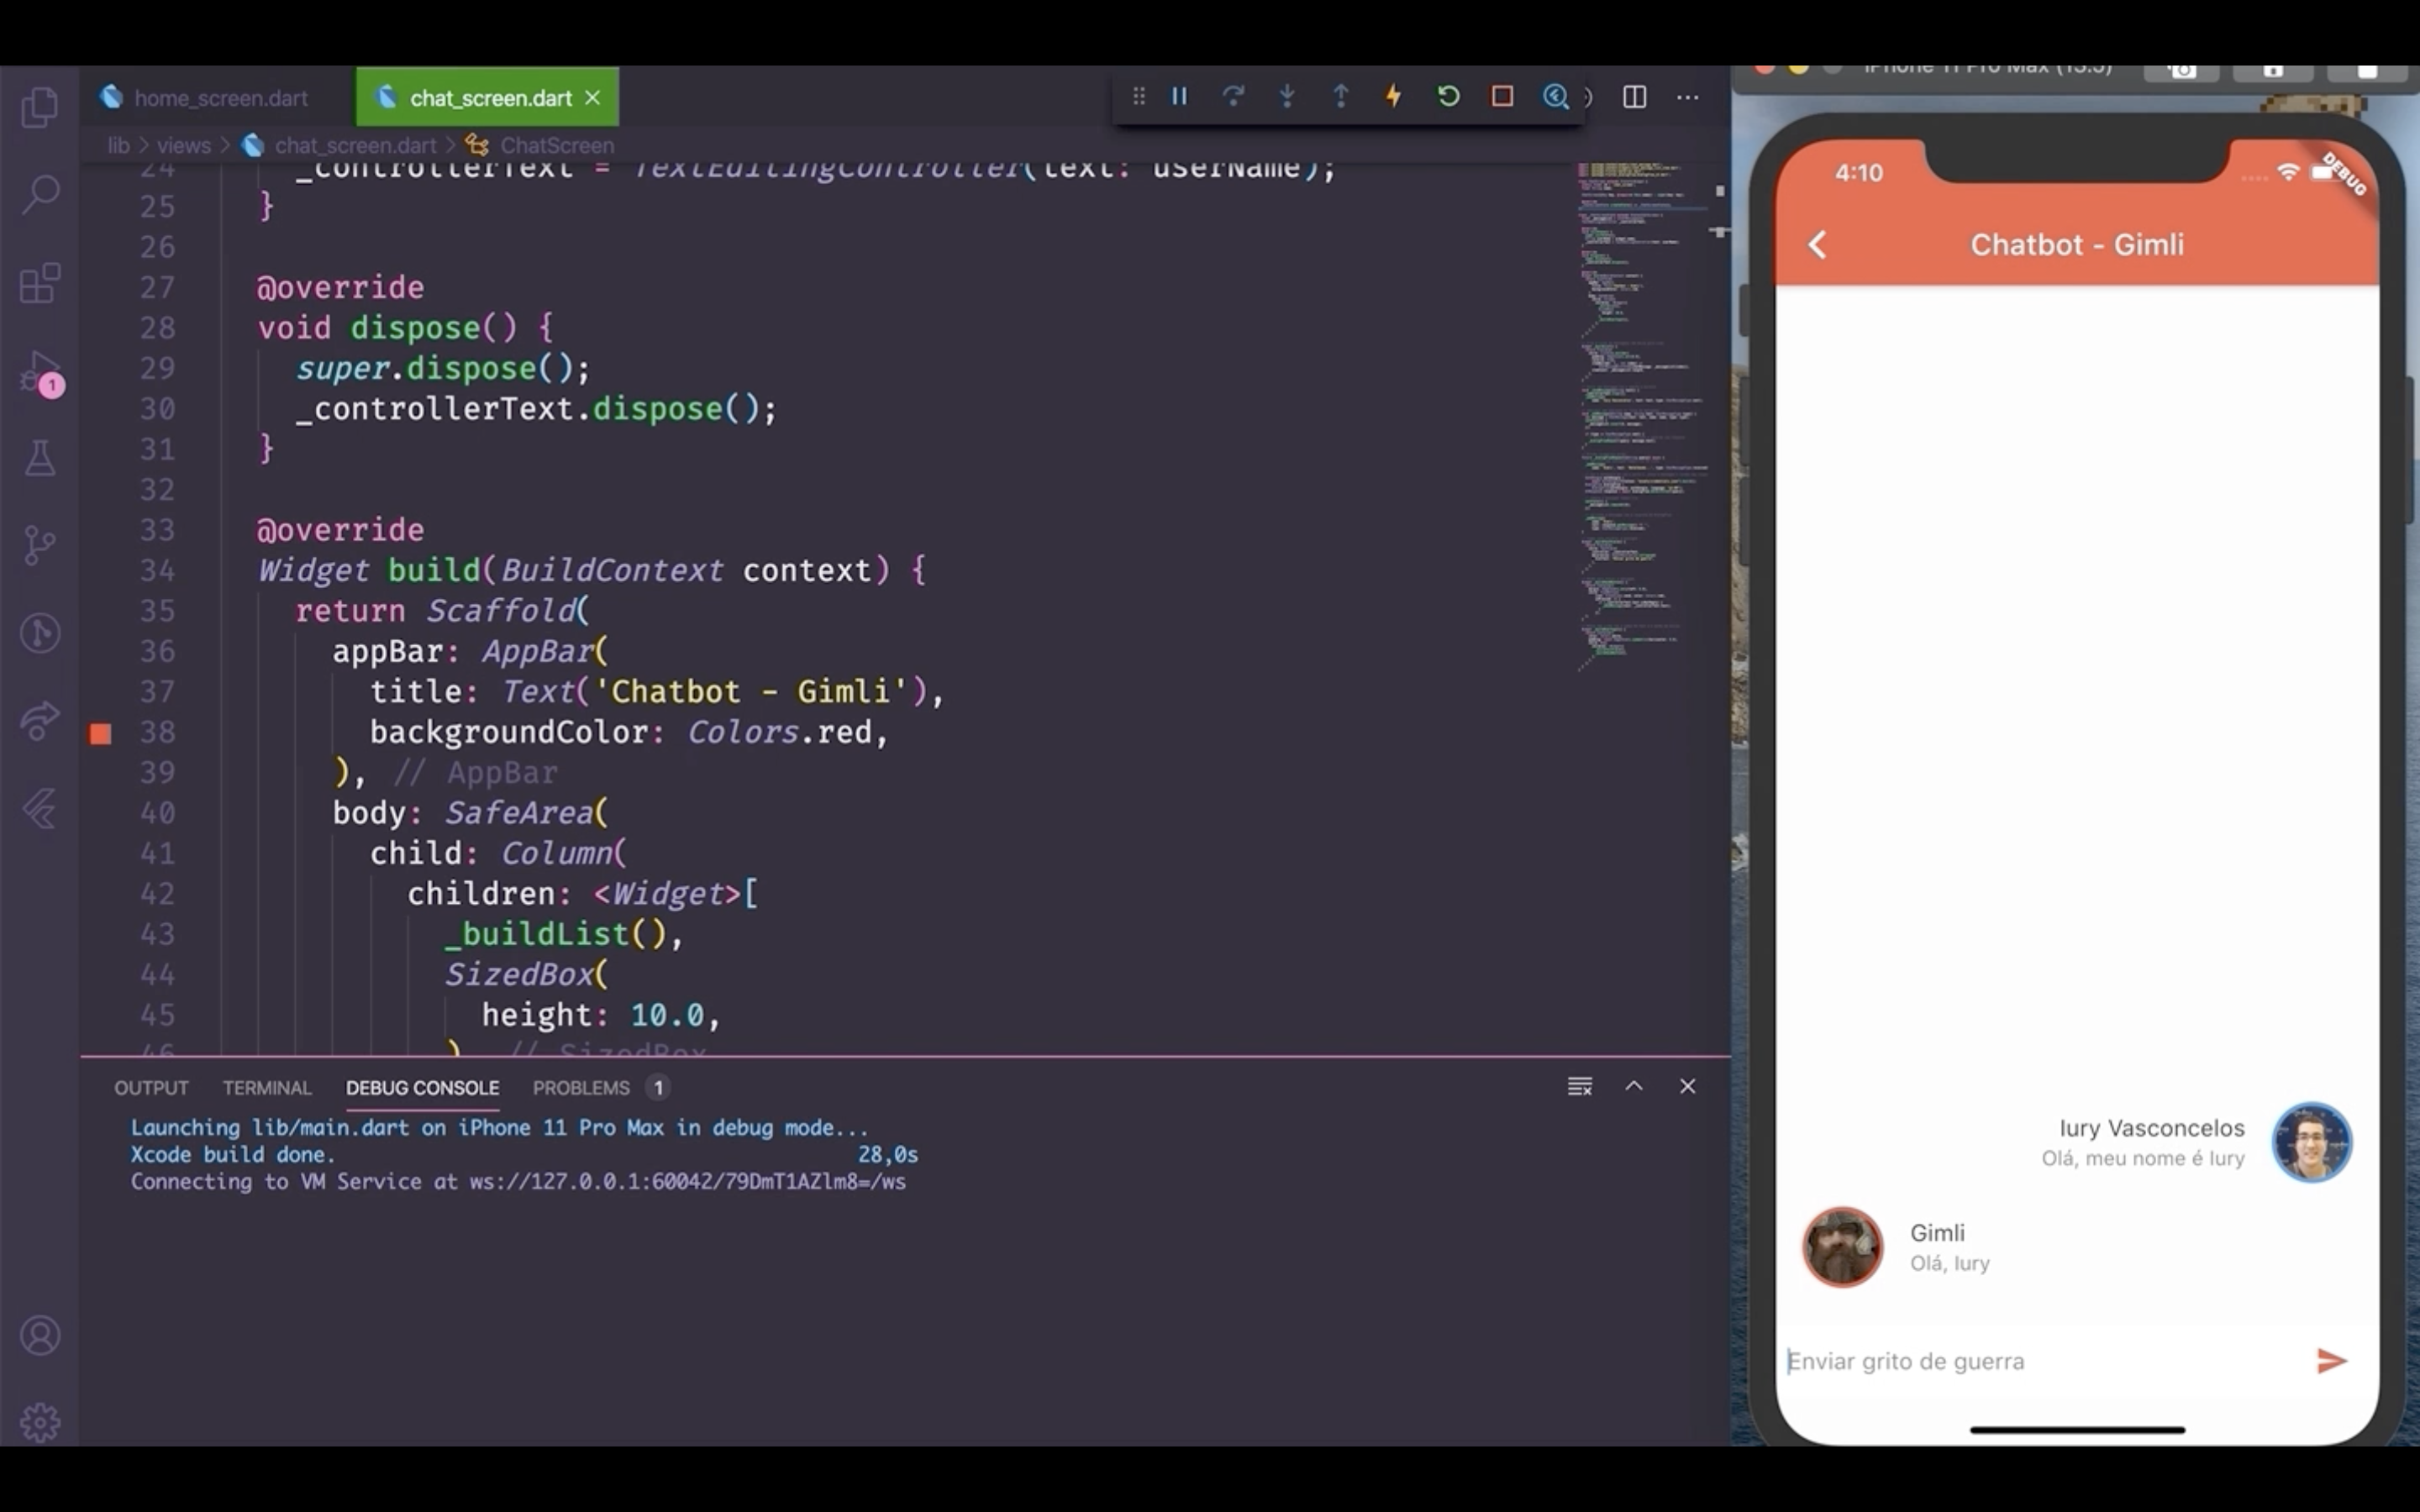 home_screen.dart
chat_screen.dart
lib > views > chat_screen.dart > ChatScreen
24 _controllerText = TextEditingController(text: userName);
25 }
26
27 @override
28 void dispose() {
29 super.dispose();
30 _controllerText.dispose();
31 }
32
33 @override
34 Widget build(BuildContext context) {
35 return Scaffold(
36 appBar: AppBar(
37 title: Text('Chatbot - Gimli'),
38 backgroundColor: Colors.red,
39 ), // AppBar
40 body: SafeArea(
41 child: Column(
42 children: <Widget>[
43 _buildList(),
44 SizedBox(
45 height: 10.0,
46 ) // SizedBox
1
OUTPUT TERMINAL DEBUG CONSOLE PROBLEMS 1
Launching lib/main.dart on iPhone 11 Pro Max in debug mode...
Xcode build done. 28,0s
Connecting to VM Service at ws://127.0.0.1:60042/79DmT1AZlm8=/ws
iPhone 11 Pro Max (13.5)
4:10
DEBUG
Chatbot - Gimli
Iury Vasconcelos
Olá, meu nome é Iury
Gimli
Olá, Iury
Enviar grito de guerra